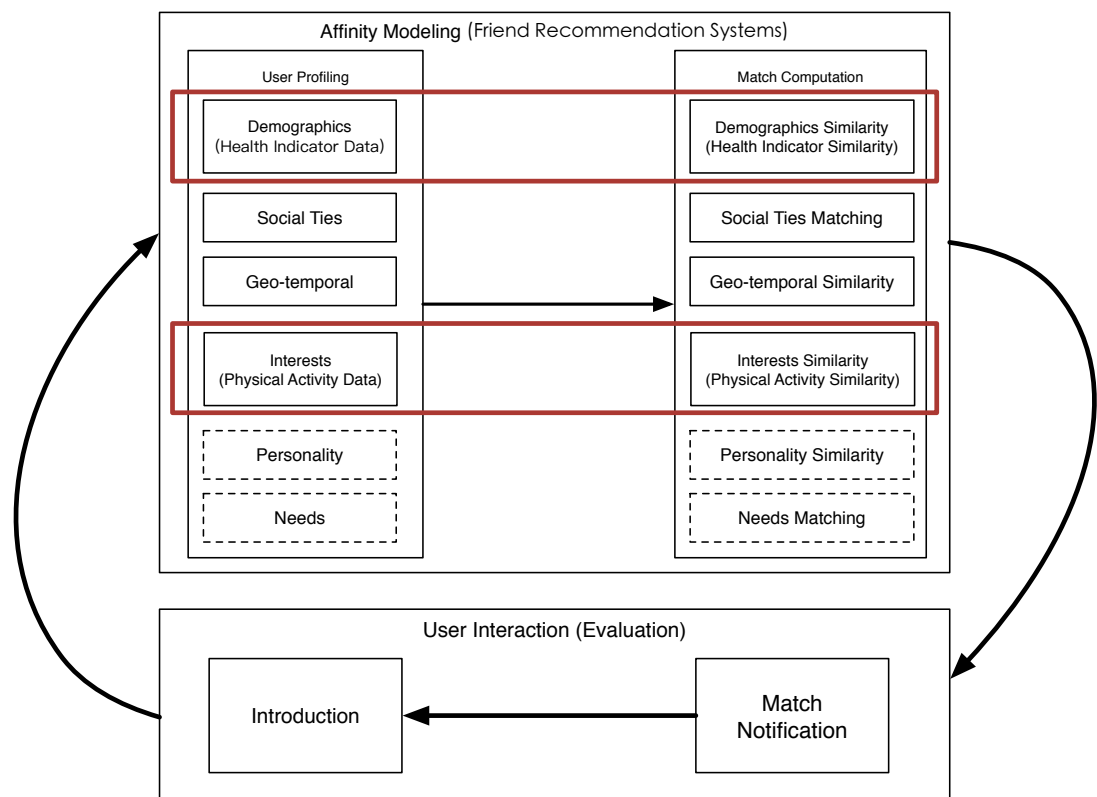 Affinity Modeling (Friend Recommendation Systems)
User Profiling
Demographics
(Health Indicator Data)
Social Ties
Geo-temporal
Interests
(Physical Activity Data)
Personality
Needs
Match Computation
Demographics Similarity
(Health Indicator Similarity)
Social Ties Matching
Geo-temporal Similarity
Interests Similarity
(Physical Activity Similarity)
Personality Similarity
Needs Matching
User Interaction (Evaluation)
Introduction
Match
Notification